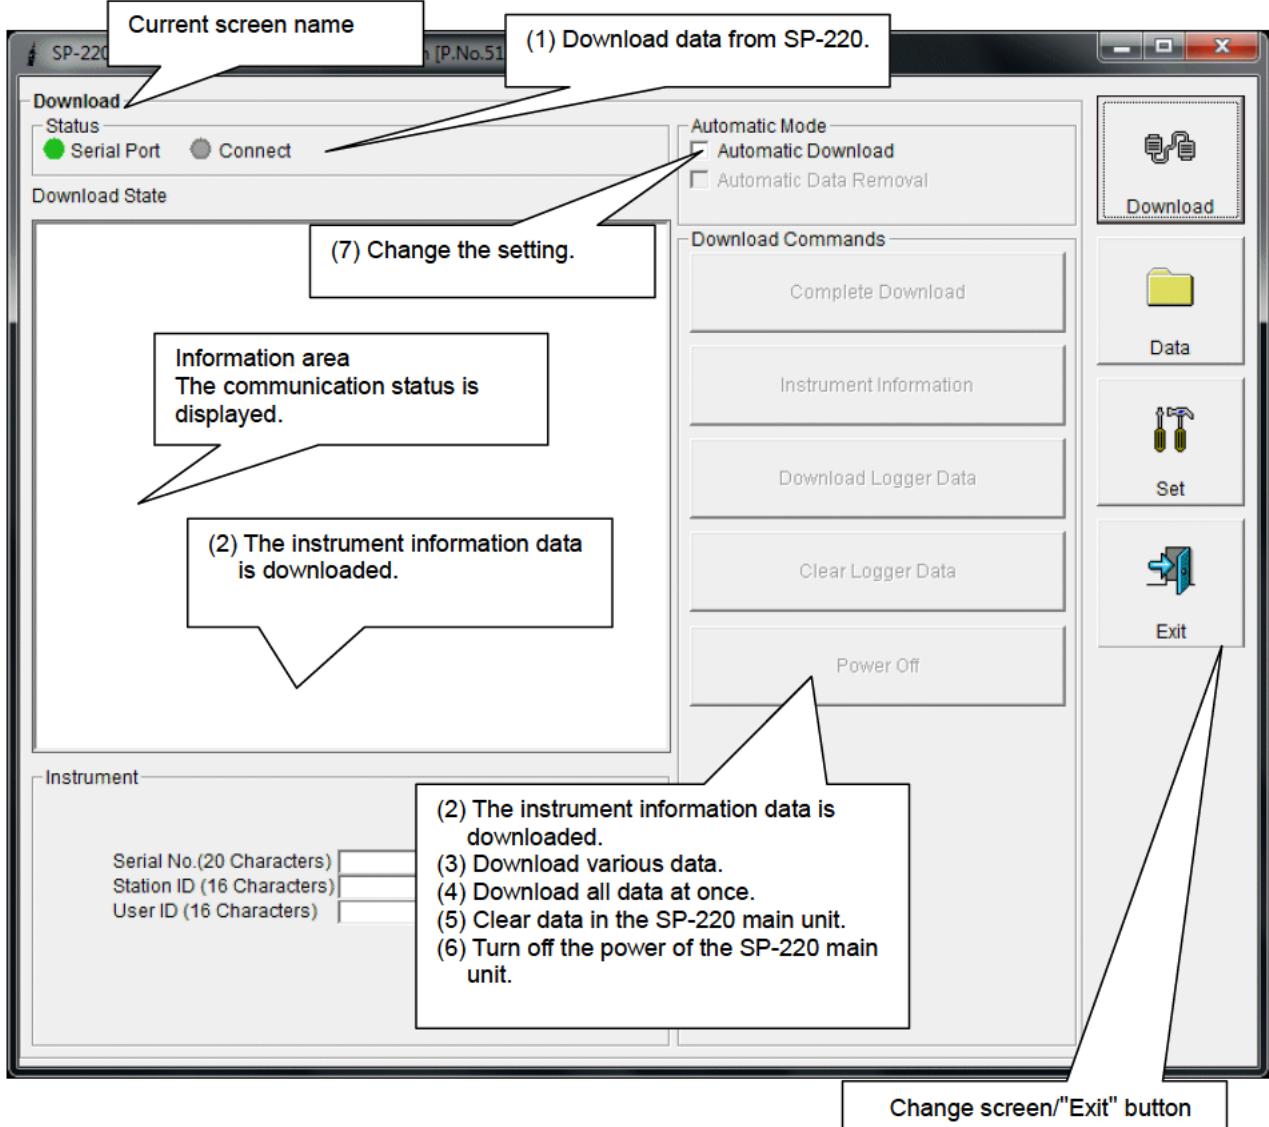 Current screen name
(1) Download data from SP-220.
SP-220
[P.No.51
Download
Status
Serial Port
Connect
Automatic Mode
Automatic Download
Automatic Data Removal
Download State
(7) Change the setting.
Download Commands
Complete Download
Instrument Information
Download Logger Data
Clear Logger Data
Power Off
Information area
The communication status is
displayed.
(2) The instrument information data
is downloaded.
Instrument
Serial No.(20 Characters)
Station ID (16 Characters)
User ID (16 Characters)
(2) The instrument information data is
downloaded.
(3) Download various data.
(4) Download all data at once.
(5) Clear data in the SP-220 main unit.
(6) Turn off the power of the SP-220 main
unit.
Download
Data
Set
Exit
Change screen/"Exit" button